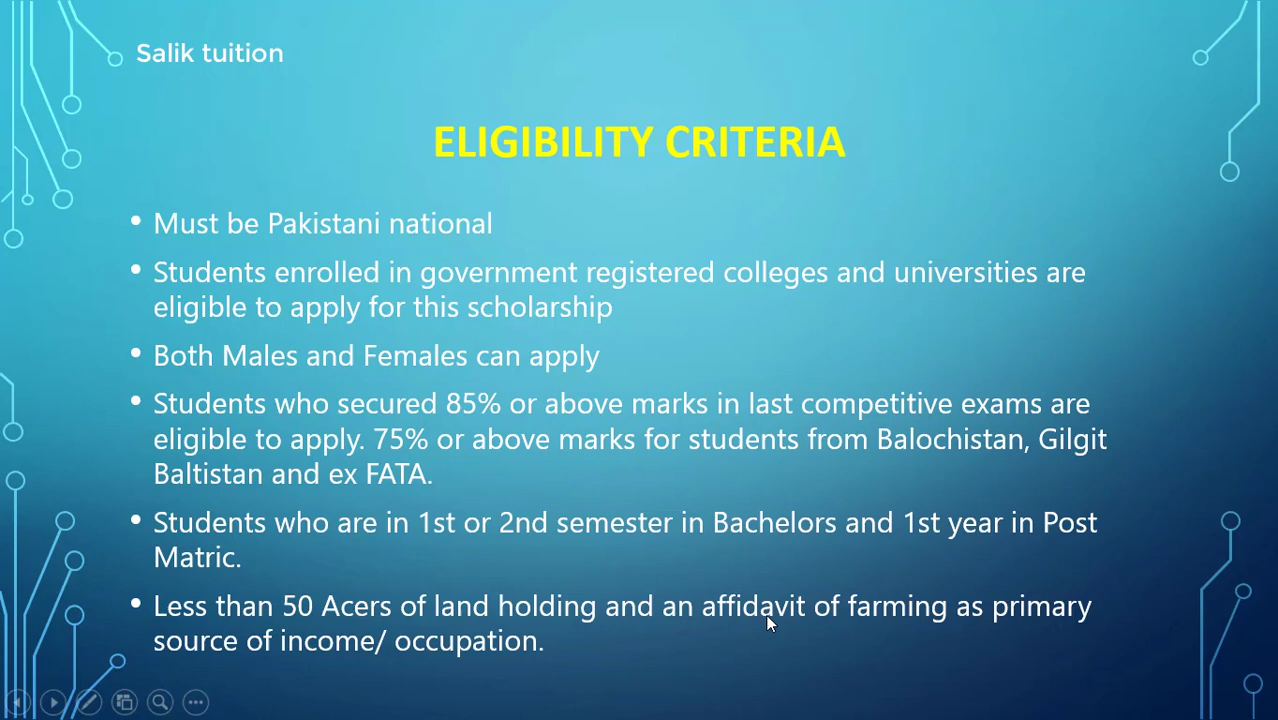 Salik tuition
ELIGIBILITY CRITERIA
• Must be Pakistani national
• Students enrolled in government registered colleges and universities are
eligible to apply for this scholarship
• Both Males and Females can apply
• Students who secured 85% or above marks in last competitive exams are
eligible to apply. 75% or above marks for students from Balochistan, Gilgit
Baltistan and ex FATA.
• Students who are in 1st or 2nd semester in Bachelors and 1st year in Post
Matric.
• Less than 50 Acers of land holding and an affidavit of farming as primary
source of income/ occupation.